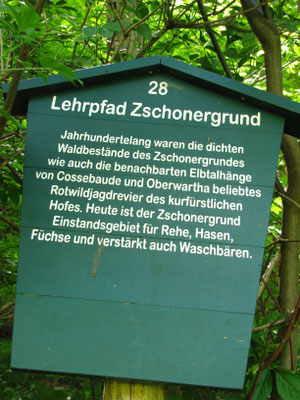 28
Lehrpfad Zschonergrund
Jahrhundertelang waren die dichten
Waldbestände des Zschonergrundes
wie auch die benachbarten Elbtalhänge
von Cossebaude und Oberwartha beliebtes
Rotwildjagdrevier des kurfürstlichen
Hofes. Heute ist der Zschonergrund
Einstandsgebiet für Rehe, Hasen,
Füchse und verstärkt auch Waschbären.